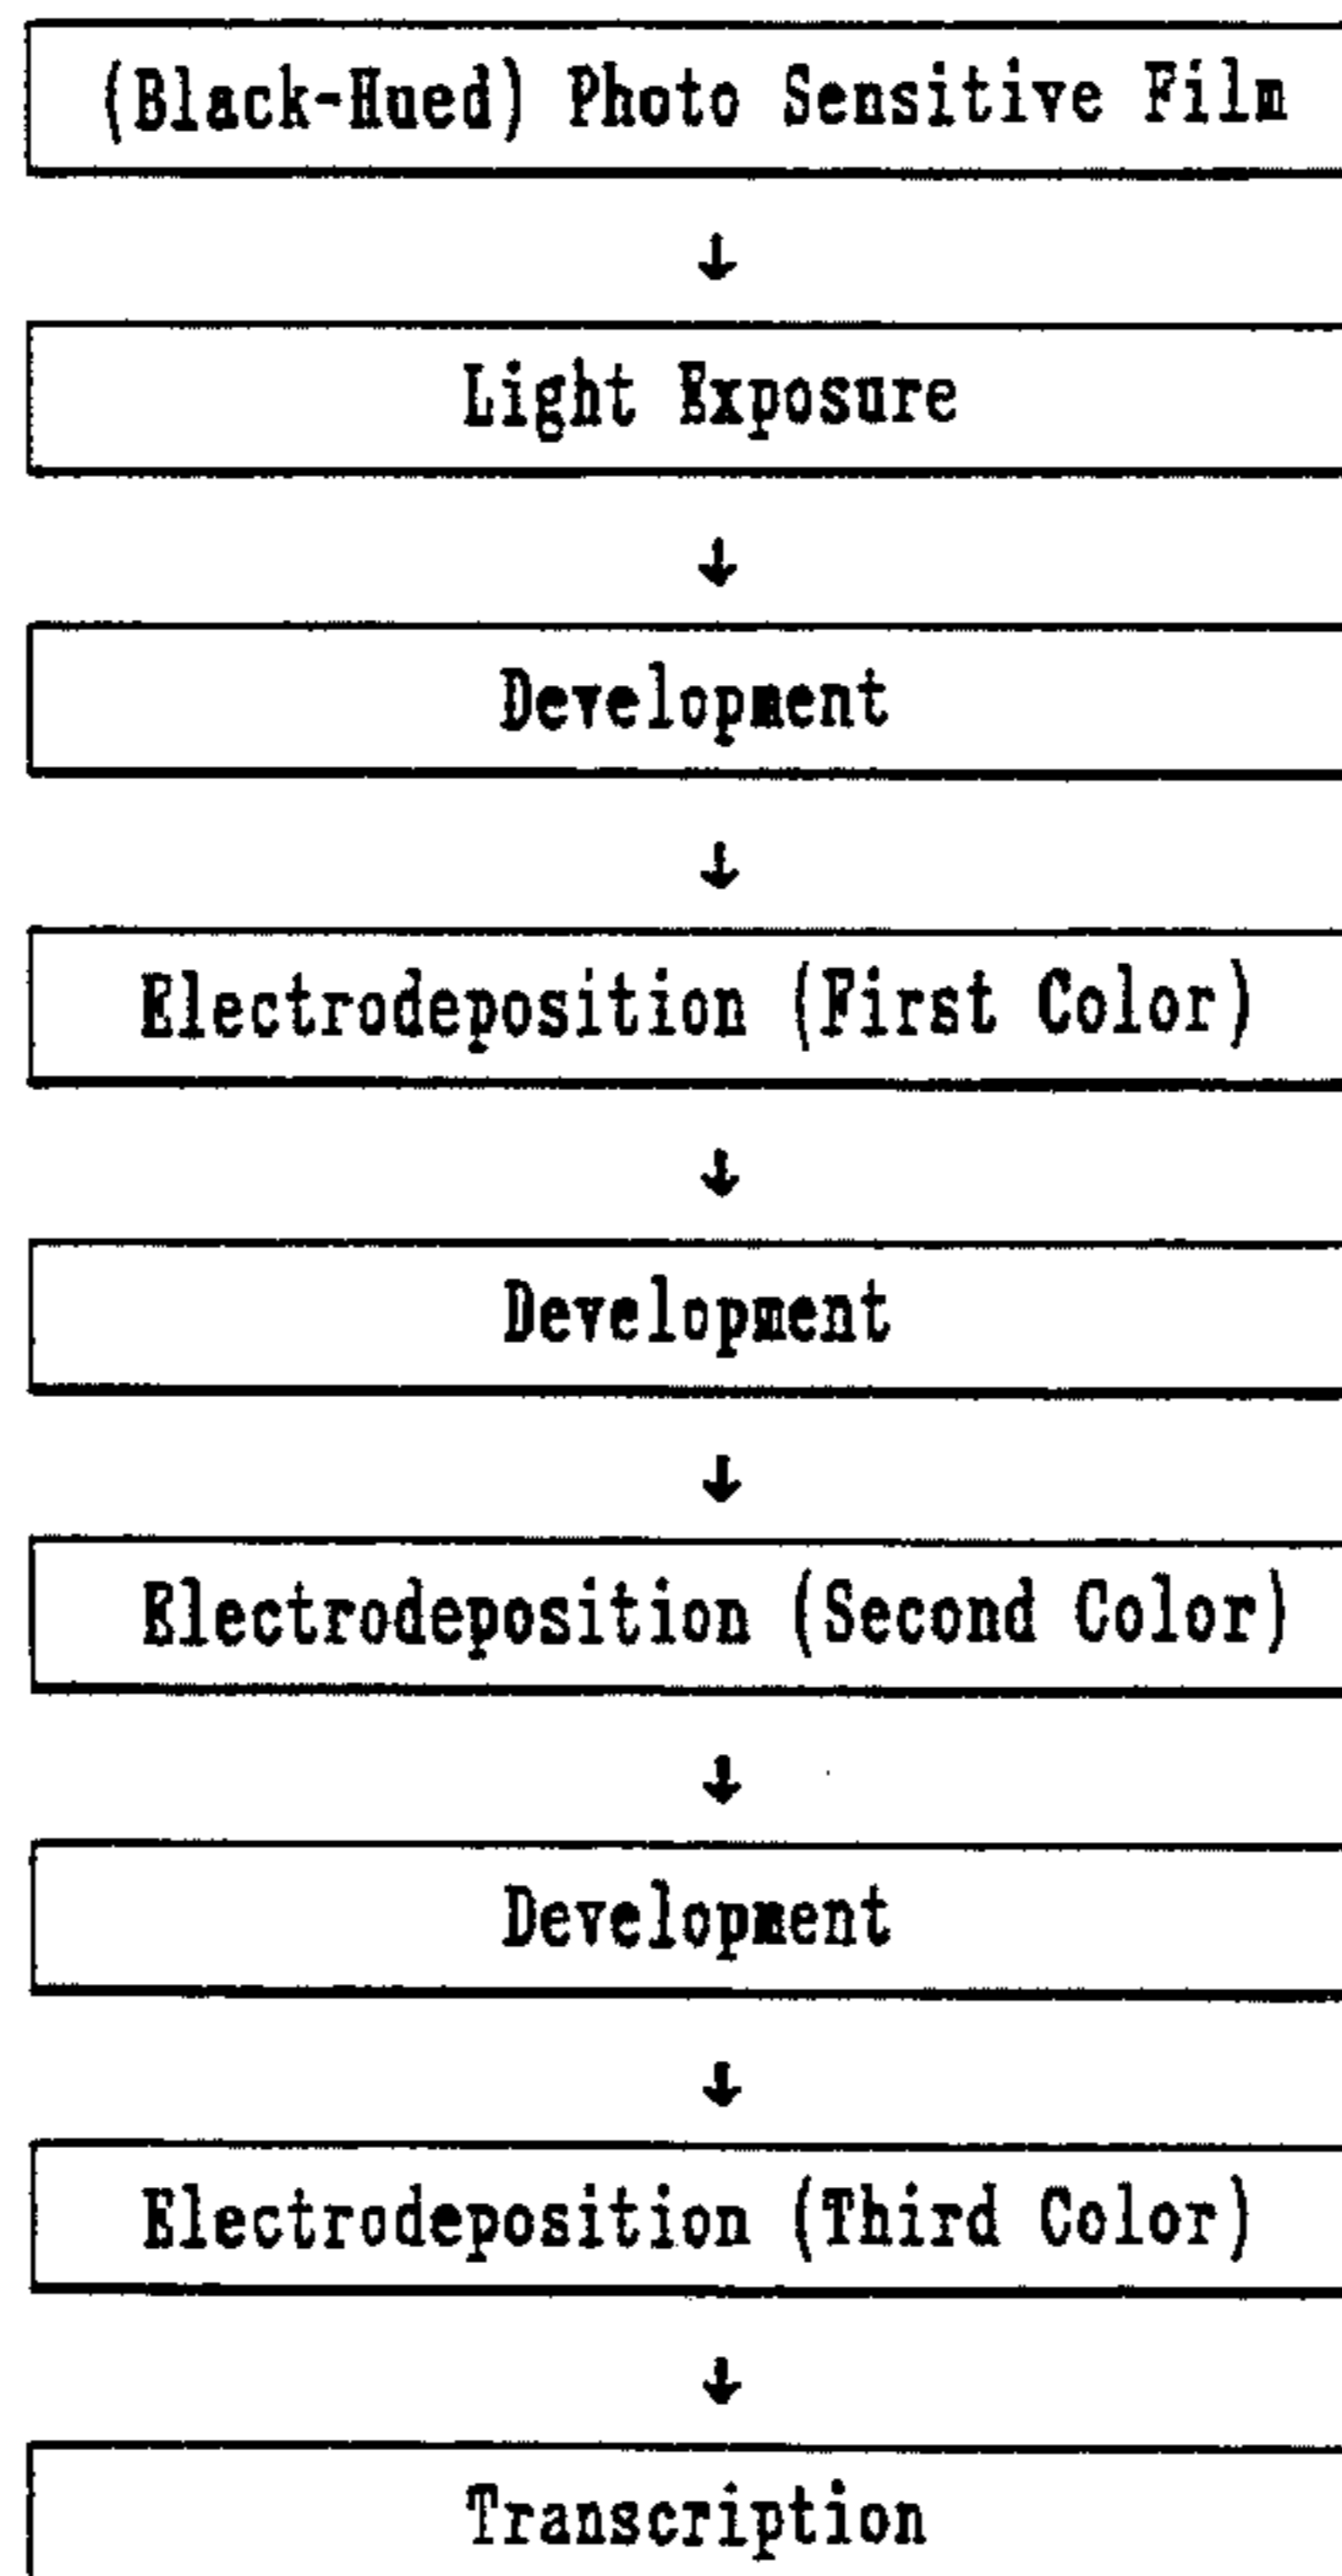 (Black-Hued) Photo Sensitive Film
↓
Light Exposure
↓
Development
↓
Electrodeposition (First Color)
↓
Development
↓
Electrodeposition (Second Color)
↓
Development
↓
Electrodeposition (Third Color)
↓
Transcription